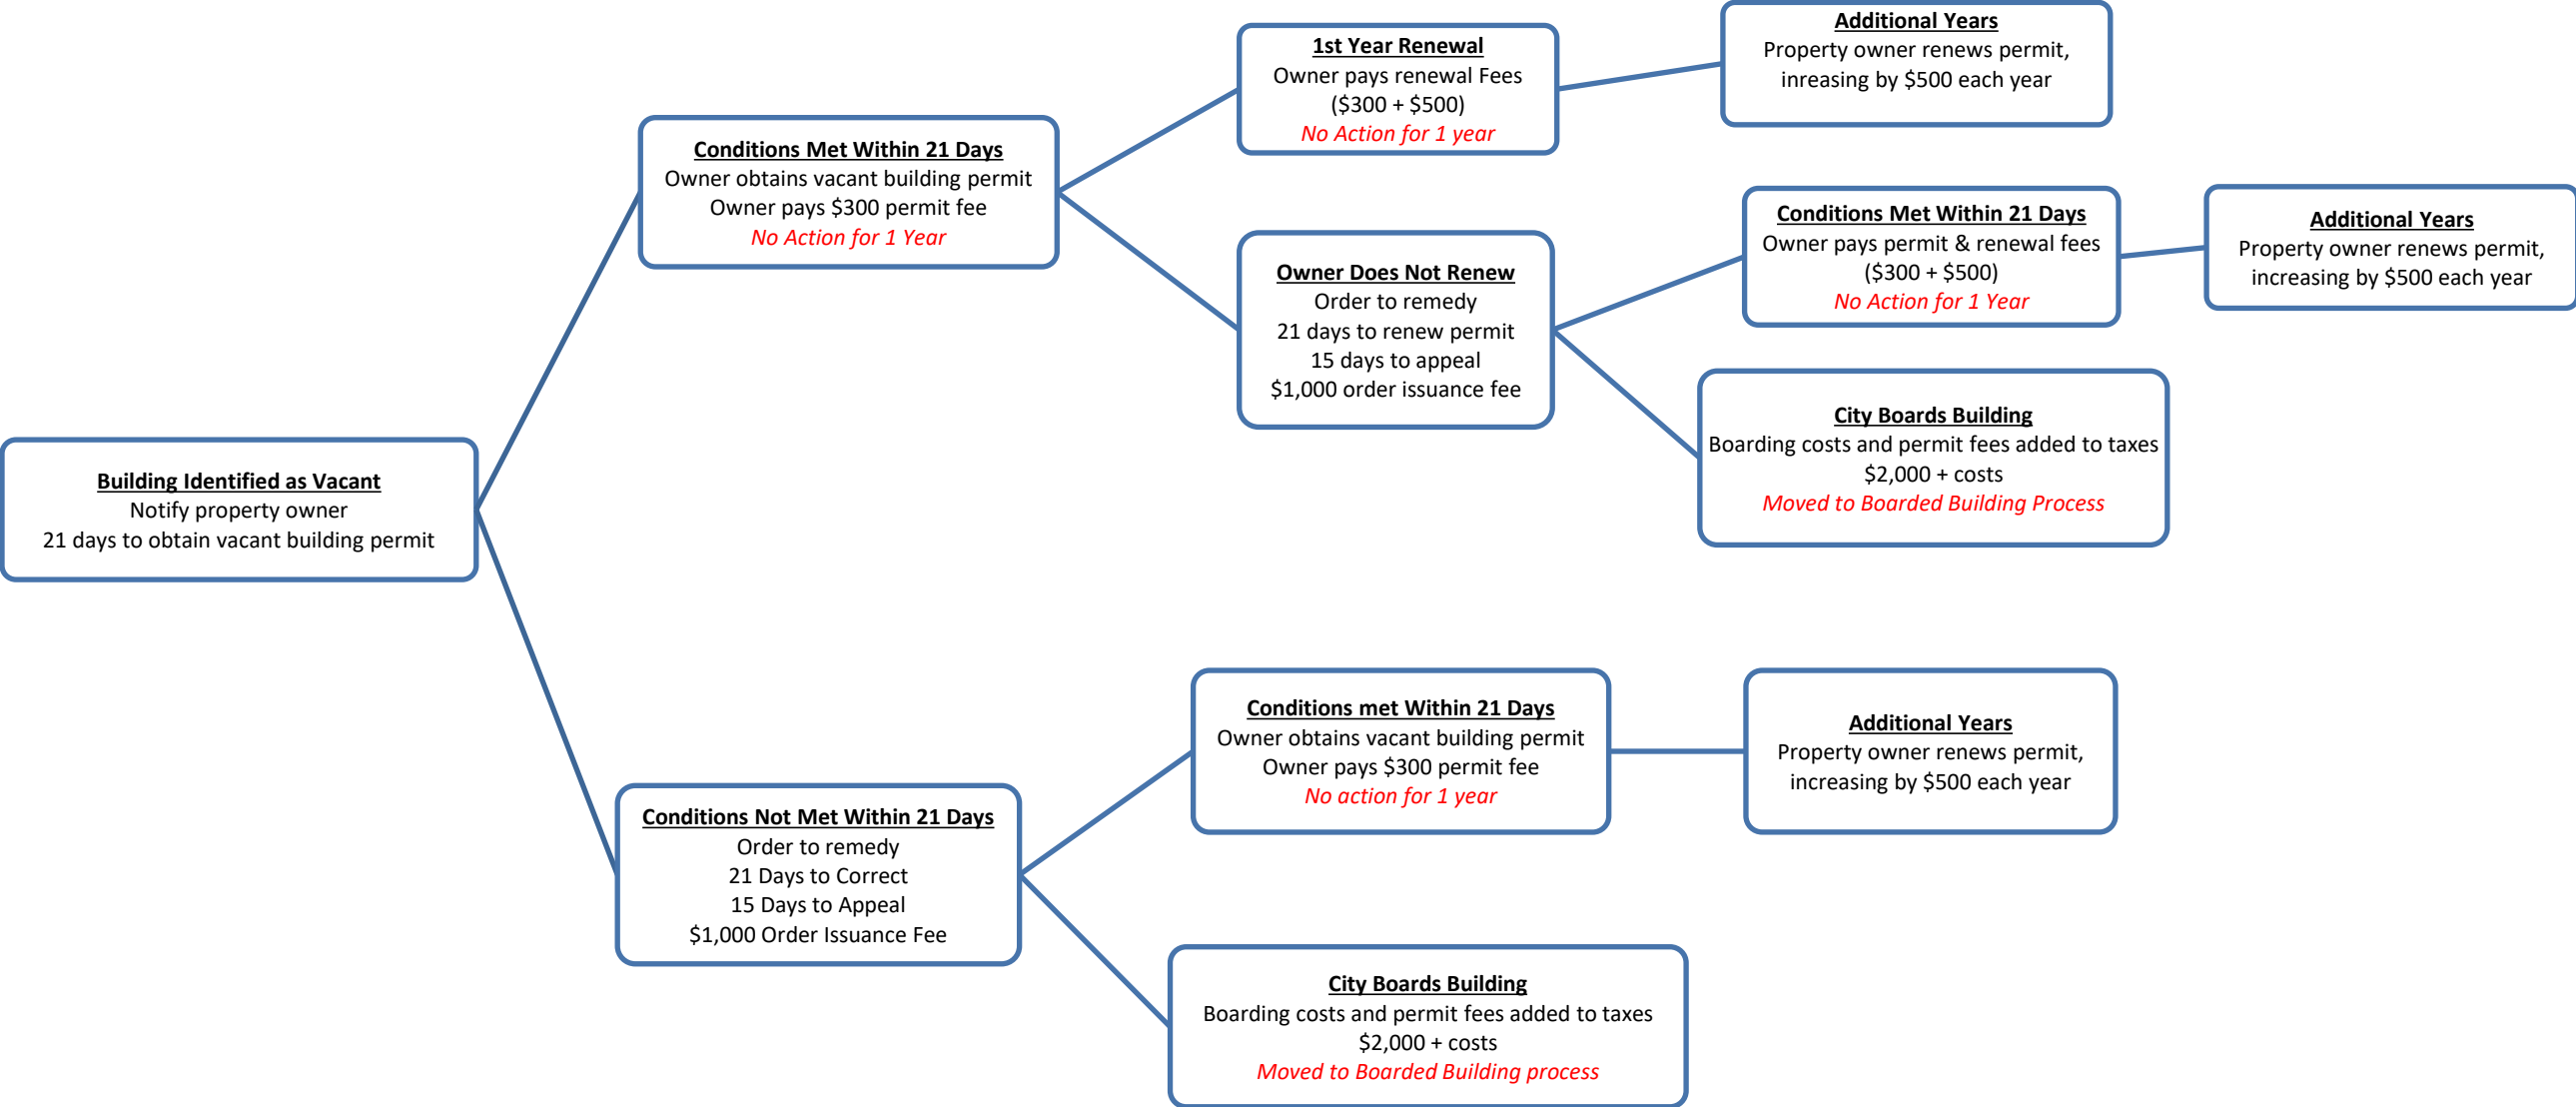 Building Identified as Vacant
Notify property owner
21 days to obtain vacant building permit
Conditions Met Within 21 Days
Owner obtains vacant building permit
Owner pays $300 permit fee
No Action for 1 Year
1st Year Renewal
Owner pays renewal Fees
($300 + $500)
No Action for 1 year
Additional Years
Property owner renews permit,
inreasing by $500 each year
Owner Does Not Renew
Order to remedy
21 days to renew permit
15 days to appeal
$1,000 order issuance fee
Conditions Met Within 21 Days
Owner pays permit & renewal fees
($300 + $500)
No Action for 1 Year
Additional Years
Property owner renews permit,
increasing by $500 each year
City Boards Building
Boarding costs and permit fees added to taxes
$2,000 + costs
Moved to Boarded Building Process
Conditions Not Met Within 21 Days
Order to remedy
21 Days to Correct
15 Days to Appeal
$1,000 Order Issuance Fee
Conditions met Within 21 Days
Owner obtains vacant building permit
Owner pays $300 permit fee
No action for 1 year
Additional Years
Property owner renews permit,
increasing by $500 each year
City Boards Building
Boarding costs and permit fees added to taxes
$2,000 + costs
Moved to Boarded Building process